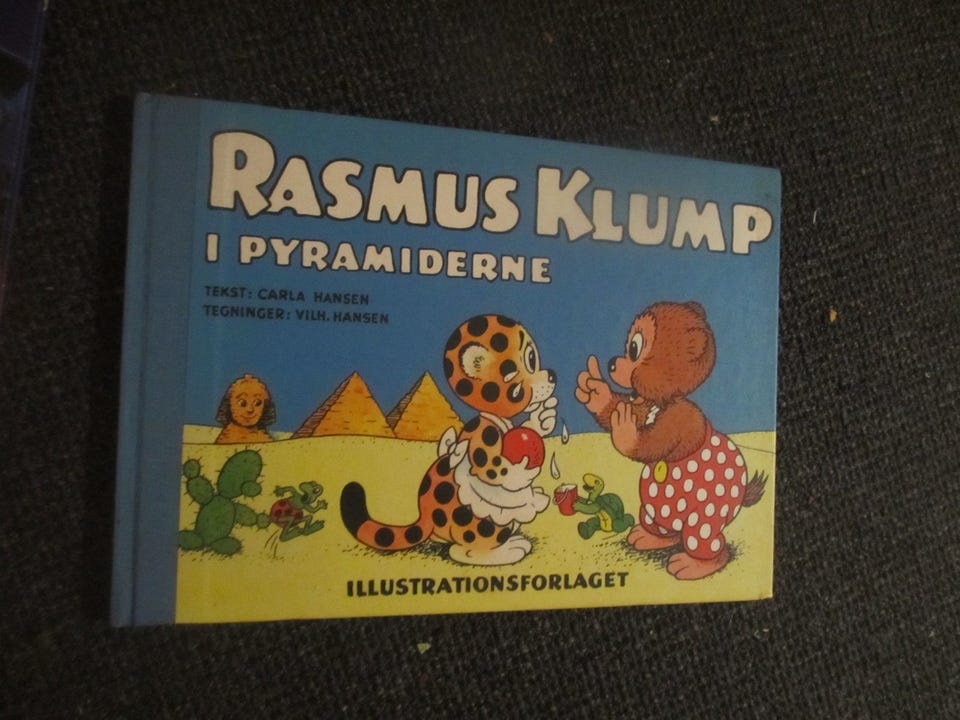 RASMUS KLUMP
I PYRAMIDERNE
TEKST: CARLA HANSEN
TEGNINGER: VILH. HANSEN
ILLUSTRATIONSFORLAGET